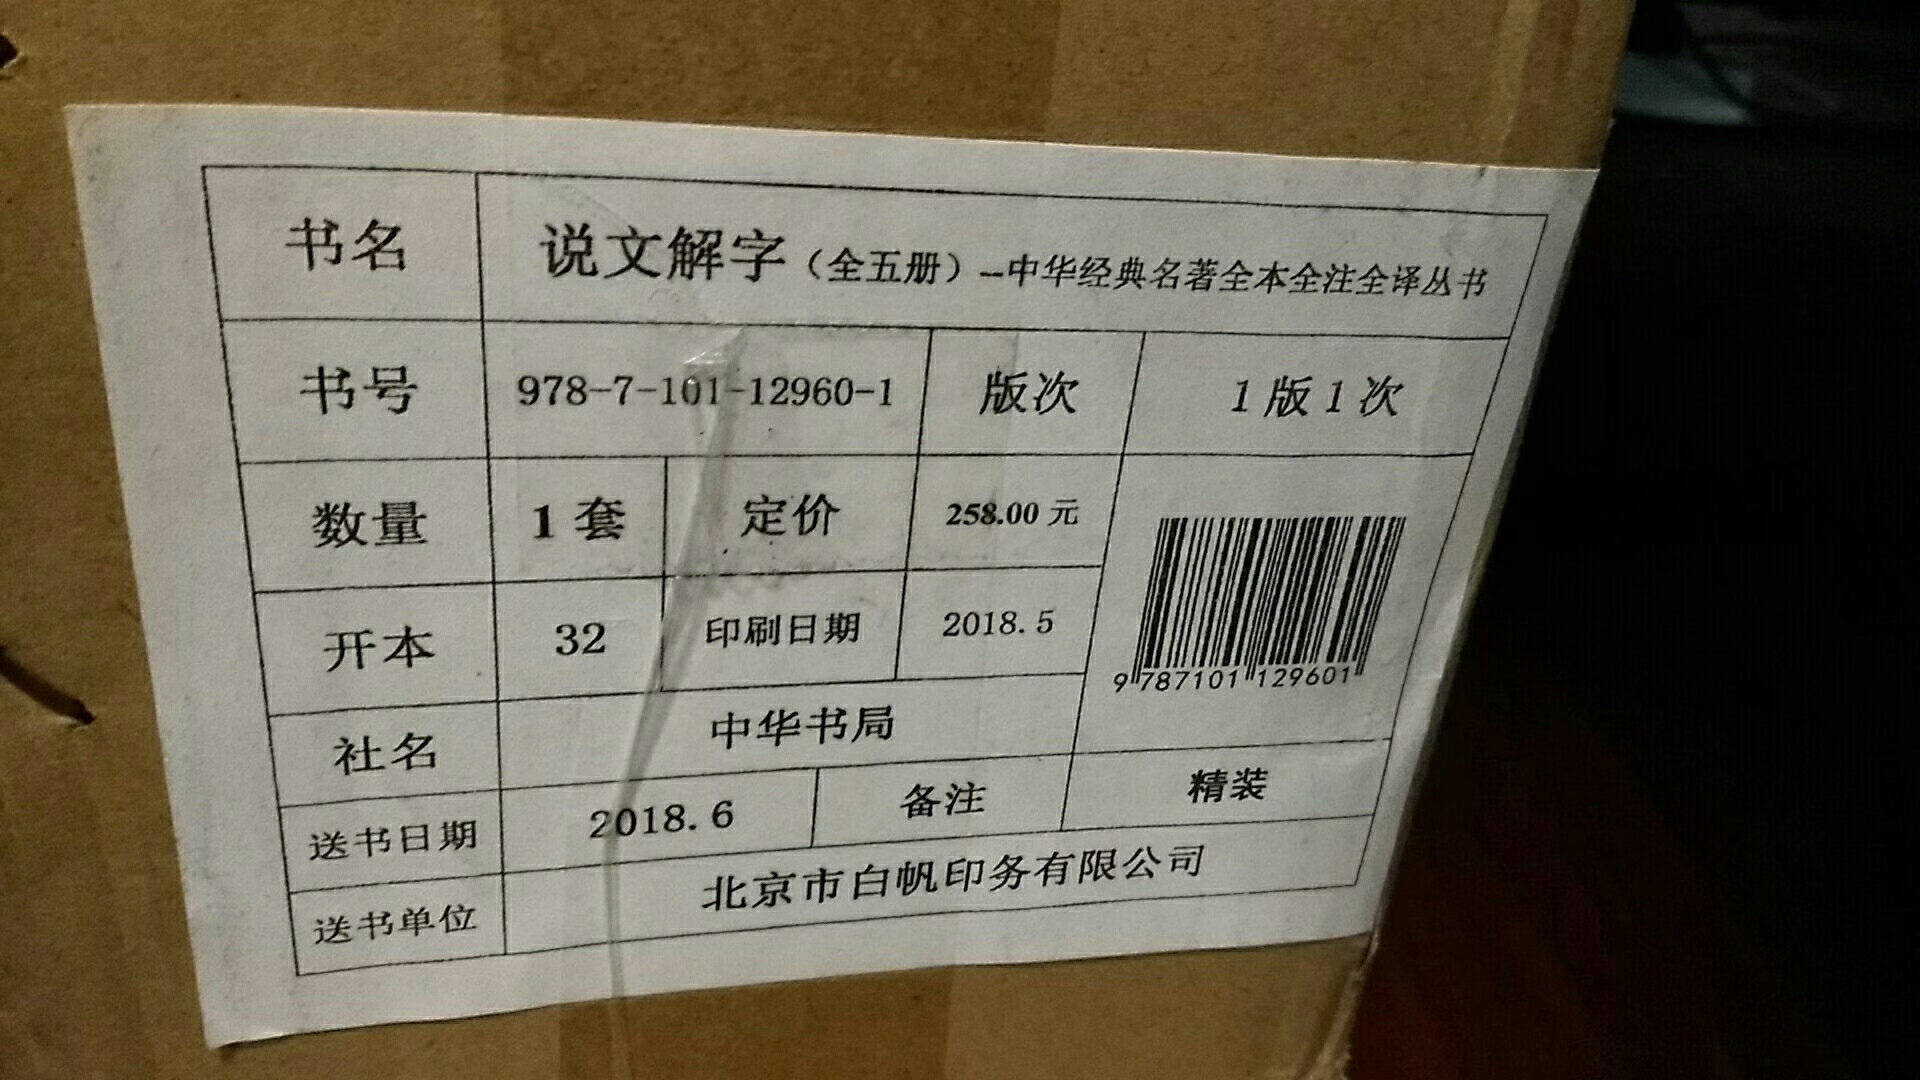 书名 说文解字（全五册）--中华经典名著全本全注全译丛书
书号 978-7-101-12960-1 版次 1版1次
数量 1套 定价 258.00元
开本 32 印刷日期 2018.5
9 787101 129601
社名 中华书局
送书日期 2018.6 备注 精装
送书单位 北京市白帆印务有限公司